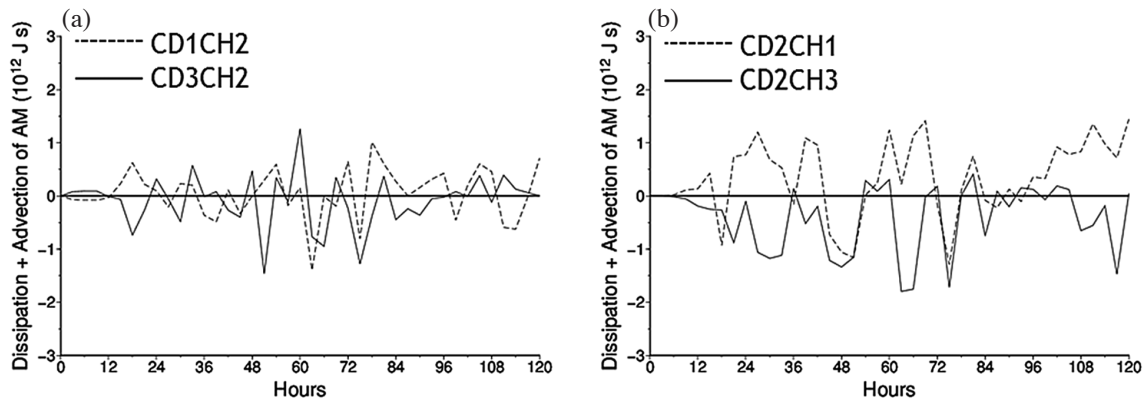 (a)
CD1CH2
CD3CH2
Dissipation + Advection of AM (10¹² J s)
3
2
1
0
−1
−2
−3
0 12 24 36 48 60 72 84 96 108 120
Hours
(b)
CD2CH1
CD2CH3
Dissipation + Advection of AM (10¹² J s)
3
2
1
0
−1
−2
−3
0 12 24 36 48 60 72 84 96 108 120
Hours